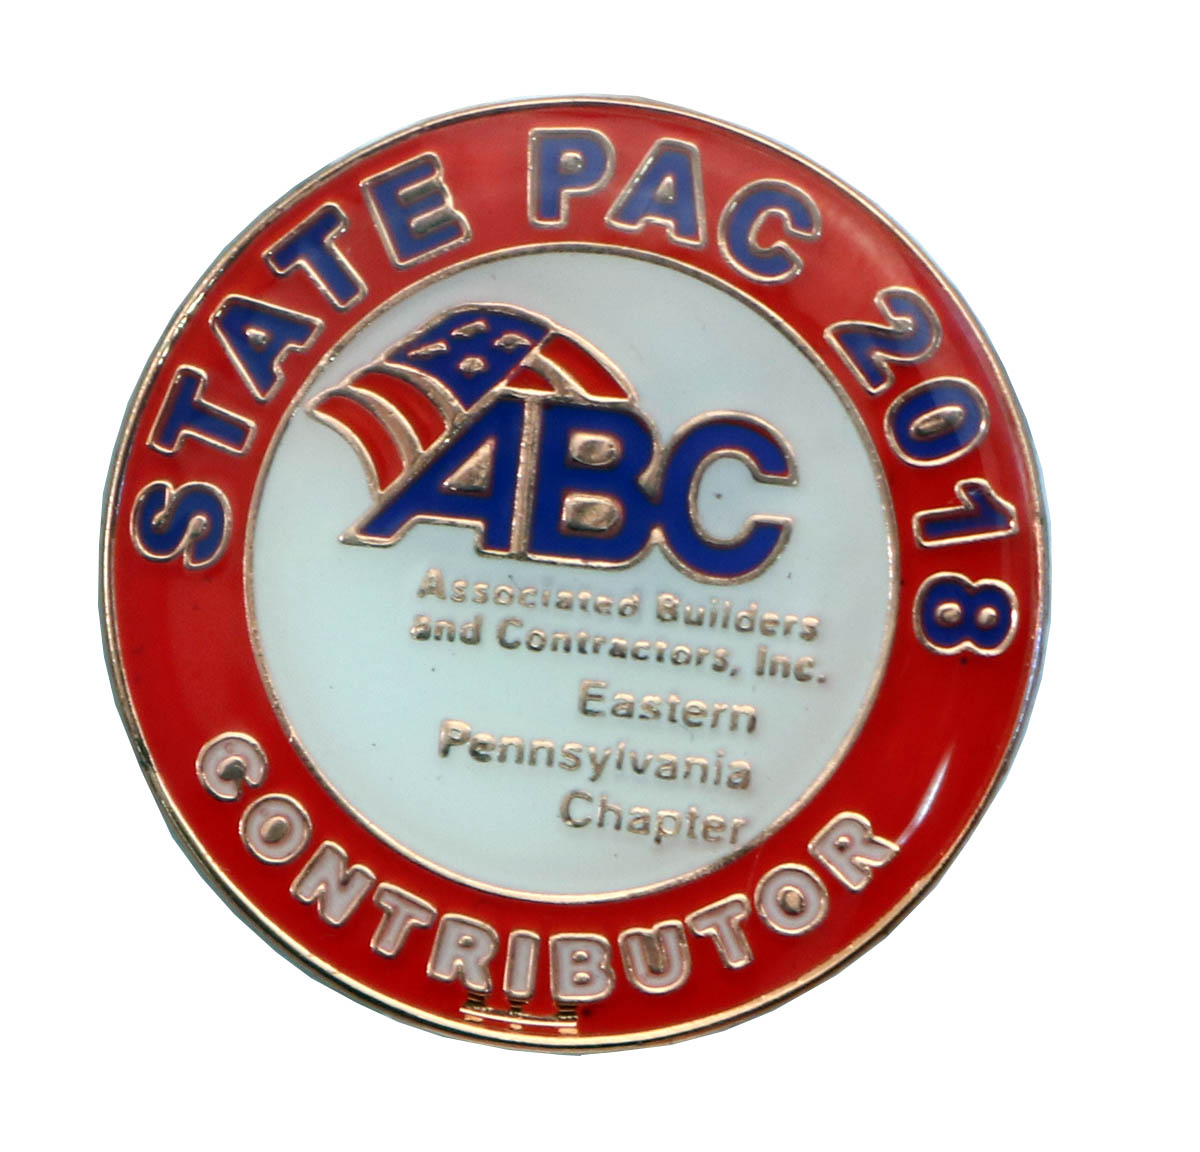 STATE PAC 2018
ABC
Associated Builders
and Contractors, Inc.
Eastern
Pennsylvania
Chapter
CONTRIBUTOR